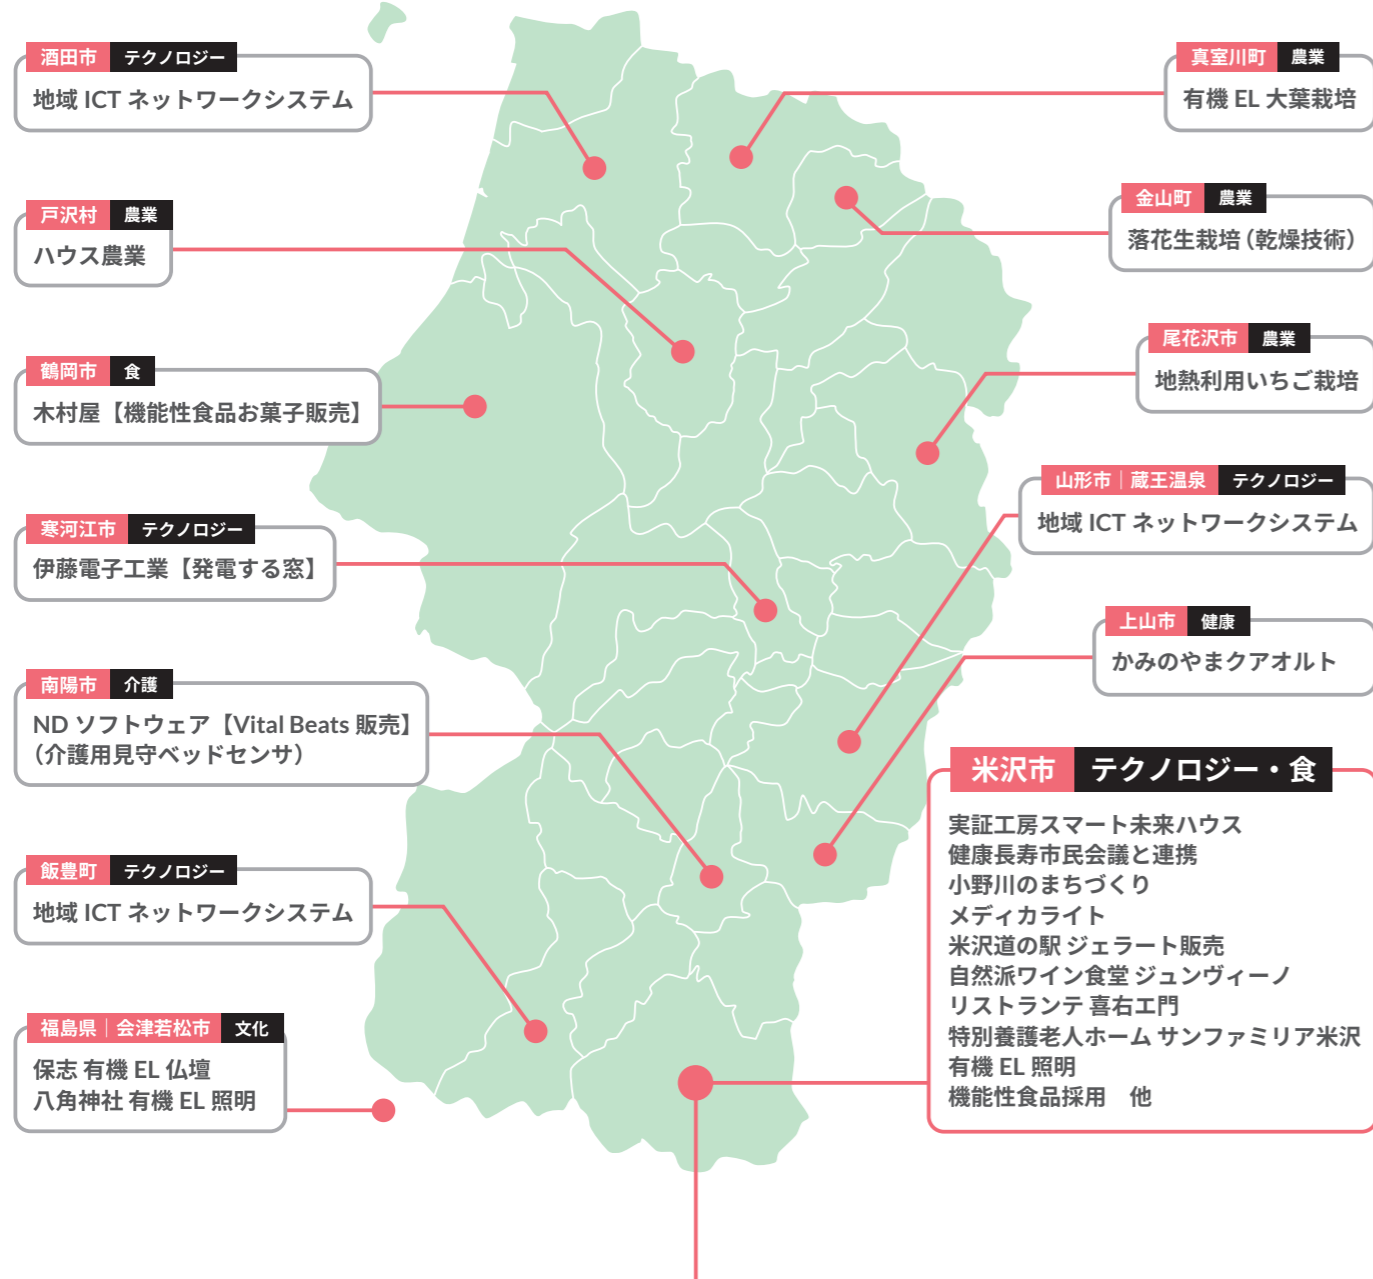 酒田市 テクノロジー
地域 ICT ネットワークシステム
戸沢村 農業
ハウス農業
鶴岡市 食
木村屋【機能性食品お菓子販売】
寒河江市 テクノロジー
伊藤電子工業【発電する窓】
南陽市 介護
ND ソフトウェア【Vital Beats 販売】
（介護用見守ベッドセンサ）
飯豊町 テクノロジー
地域 ICT ネットワークシステム
福島県｜会津若松市 文化
保志 有機 EL 仏壇
八角神社 有機 EL 照明
真室川町 農業
有機 EL 大葉栽培
金山町 農業
落花生栽培（乾燥技術）
尾花沢市 農業
地熱利用いちご栽培
山形市｜蔵王温泉 テクノロジー
地域 ICT ネットワークシステム
上山市 健康
かみのやまクアオルト
米沢市 テクノロジー・食
実証工房スマート未来ハウス
健康長寿市民会議と連携
小野川のまちづくり
メディカライト
米沢道の駅 ジェラート販売
自然派ワイン食堂 ジュンヴィーノ
リストランテ 喜右エ門
特別養護老人ホーム サンファミリア米沢
有機 EL 照明
機能性食品採用　他